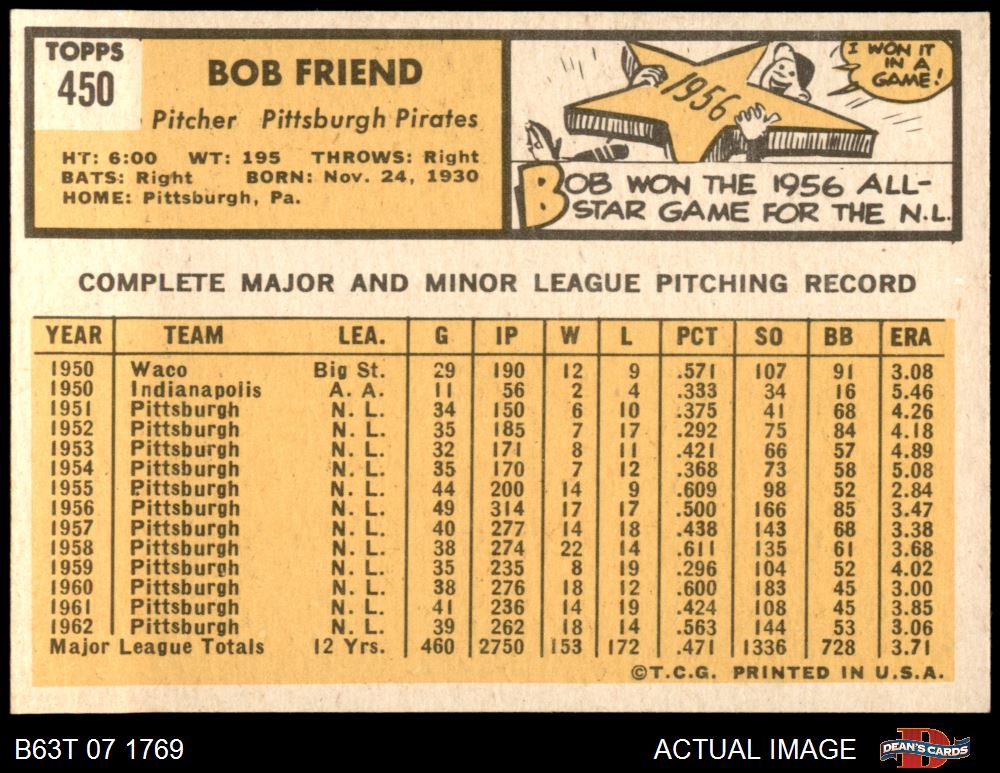 TOPPS
450
BOB FRIEND
Pitcher Pittsburgh Pirates
HT: 6:00 WT: 195 THROWS: Right
BATS: Right BORN: Nov. 24, 1930
HOME: Pittsburgh, Pa.
1956
I WON IT
IN A
GAME!
BOB WON THE 1956 ALL-
STAR GAME FOR THE N.L.
COMPLETE MAJOR AND MINOR LEAGUE PITCHING RECORD
YEAR TEAM LEA. G IP W L PCT SO BB ERA
1950 Waco Big St. 29 190 12 9 .571 107 91 3.08
1950 Indianapolis A. A. 11 56 2 4 .333 34 16 5.46
1951 Pittsburgh N. L. 34 150 6 10 .375 41 68 4.26
1952 Pittsburgh N. L. 35 185 7 17 .292 75 84 4.18
1953 Pittsburgh N. L. 32 171 8 11 .421 66 57 4.89
1954 Pittsburgh N. L. 35 170 7 12 .368 73 58 5.08
1955 Pittsburgh N. L. 44 200 14 9 .609 98 52 2.84
1956 Pittsburgh N. L. 49 314 17 17 .500 166 85 3.47
1957 Pittsburgh N. L. 40 277 14 18 .438 143 68 3.38
1958 Pittsburgh N. L. 38 274 22 14 .611 135 61 3.68
1959 Pittsburgh N. L. 35 235 8 19 .296 104 52 4.02
1960 Pittsburgh N. L. 38 276 18 12 .600 183 45 3.00
1961 Pittsburgh N. L. 41 236 14 19 .424 108 45 3.85
1962 Pittsburgh N. L. 39 262 18 14 .563 144 53 3.06
Major League Totals 12 Yrs. 460 2750 153 172 .471 1336 728 3.71
©T.C.G. PRINTED IN U.S.A.
B63T 07 1769
ACTUAL IMAGE
DEAN'S CARDS